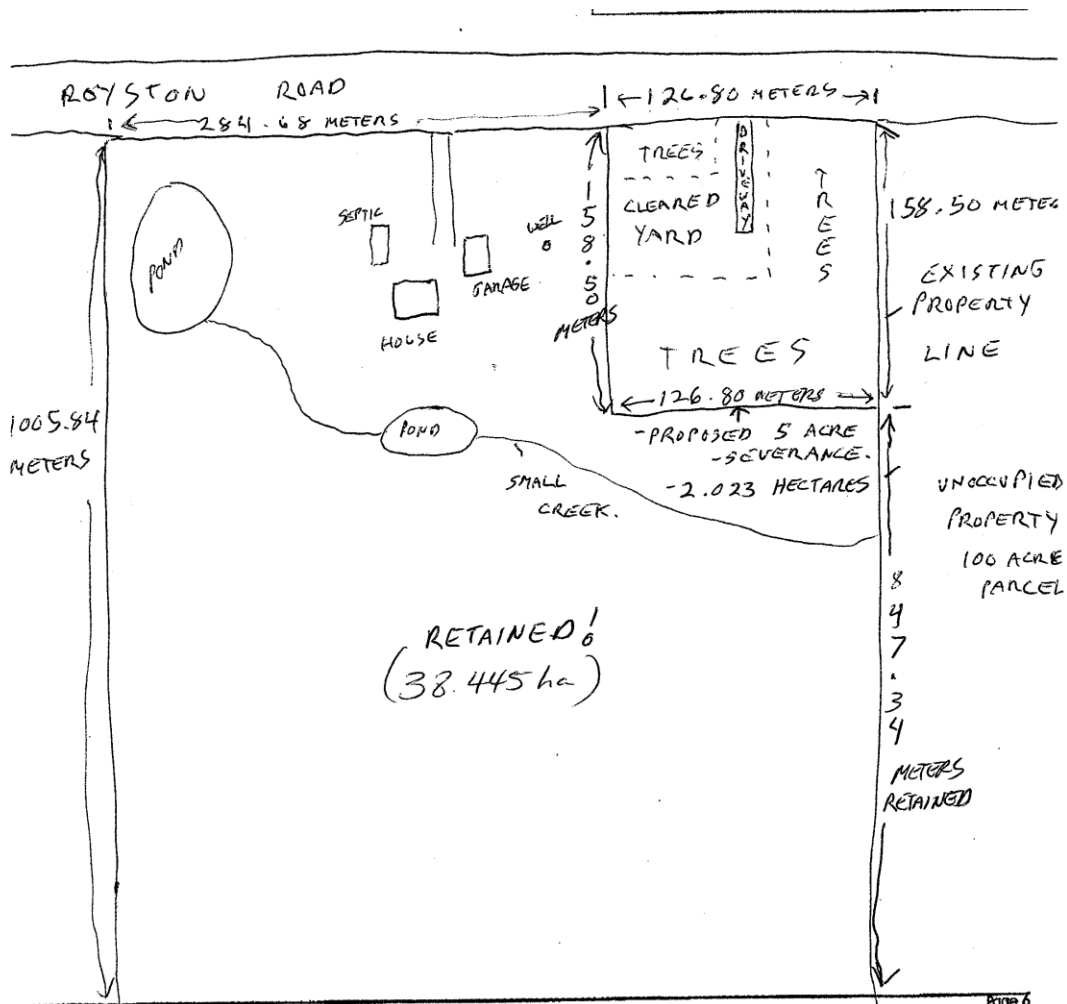 ROYSTON ROAD
284.68 METERS
126.80 METERS
TREES
DRIVEWAY
TREES
CLEARED
YARD
158.50
METERS
158.50 METE
SEPTIC
WELL
POND
GARAGE
HOUSE
EXISTING
PROPERTY
LINE
TREES
126.80 METERS
1005.84
METERS
POND
-PROPOSED 5 ACRE
-SEVERANCE.
-2.023 HECTARES
SMALL
CREEK.
UNOCCUPIED
PROPERTY
100 ACRE
PARCEL
847.34
METERS
RETAINED
RETAINED!
(38.445 ha)
Page 6